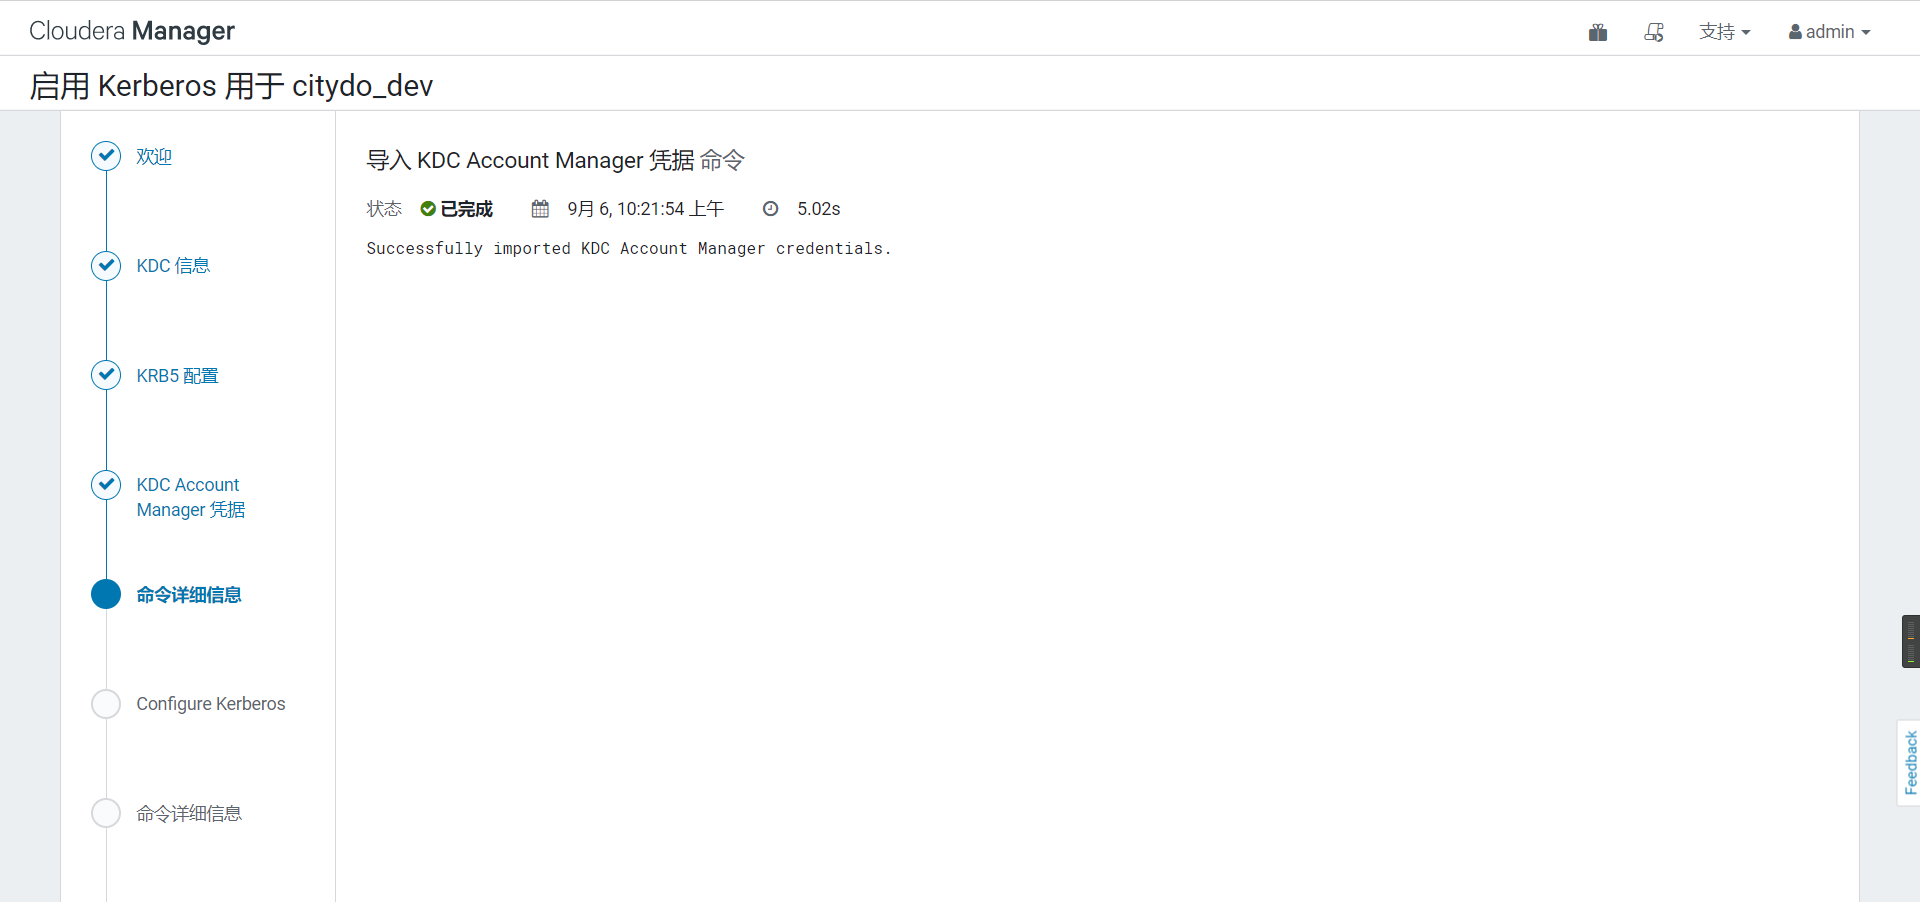 Cloudera Manager
支持
admin
启用 Kerberos 用于 citydo_dev
欢迎
KDC 信息
KRB5 配置
KDC Account
Manager 凭据
命令详细信息
Configure Kerberos
命令详细信息
导入 KDC Account Manager 凭据 命令
状态 已完成 9月 6, 10:21:54 上午 5.02s
Successfully imported KDC Account Manager credentials.
Feedback